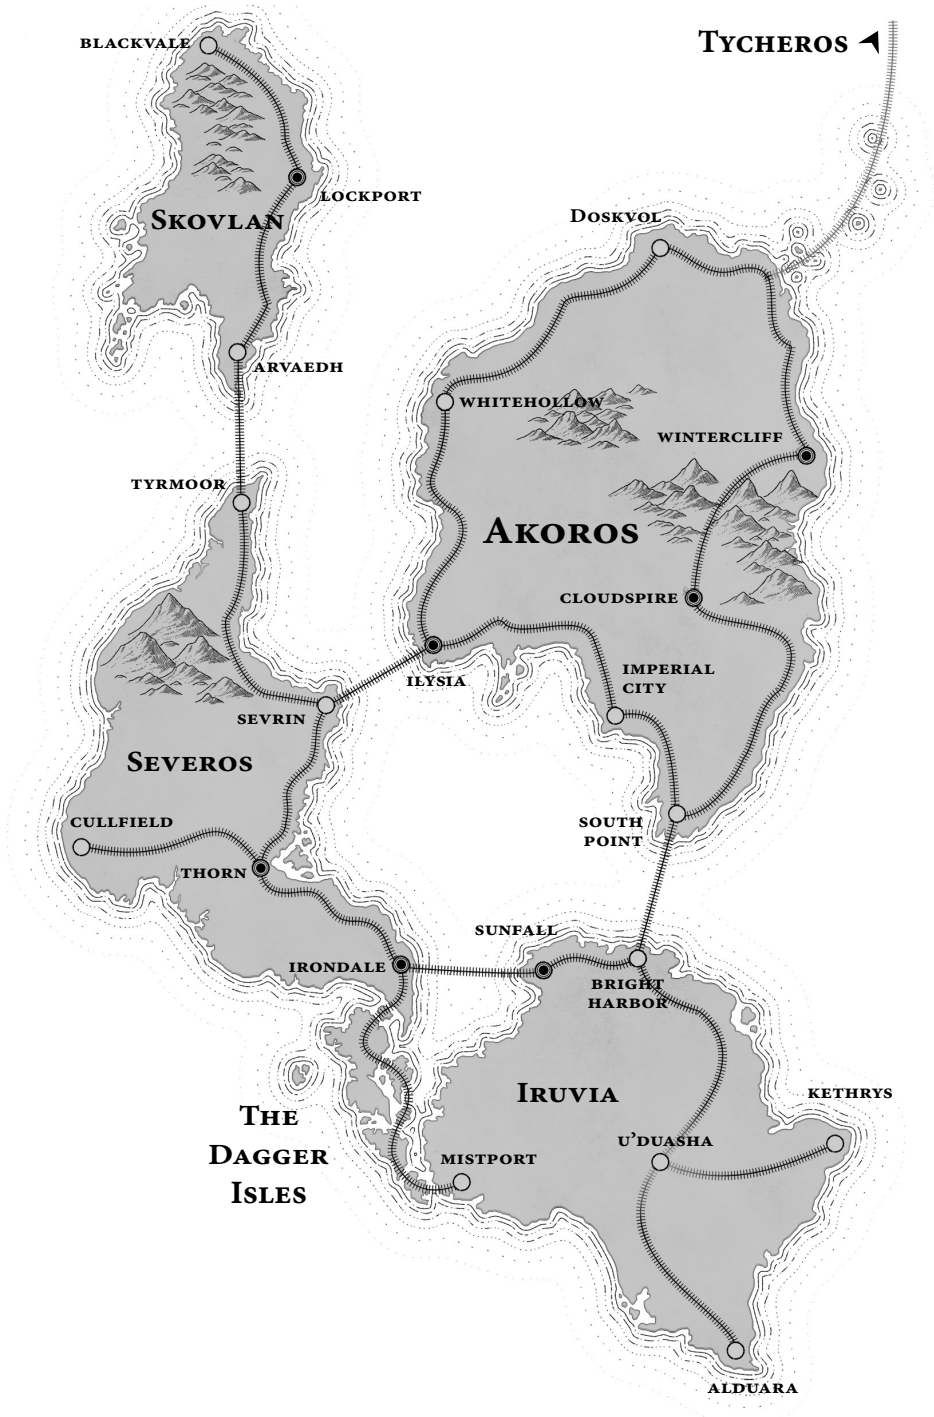 BLACKVALE
TYCHEROS
LOCKPORT
SKOVLAN
DOSKVOL
ARVAEDH
WHITEHOLLOW
WINTERCLIFF
TYRMOOR
AKOROS
CLOUDSPIRE
IMPERIAL
CITY
ILYSIA
SEVRIN
SEVEROS
CULLFIELD
SOUTH
POINT
THORN
SUNFALL
IRONDALE
BRIGHT
HARBOR
IRUVIA
KETHRYS
THE
DAGGER
ISLES
U'DUASHA
MISTPORT
ALDUARA